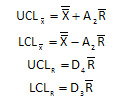 UCL_x̄ = X̿ + A₂R̄
LCL_x̄ = X̿ − A₂R̄
UCL_R = D₄R̄
LCL_R = D₃R̄